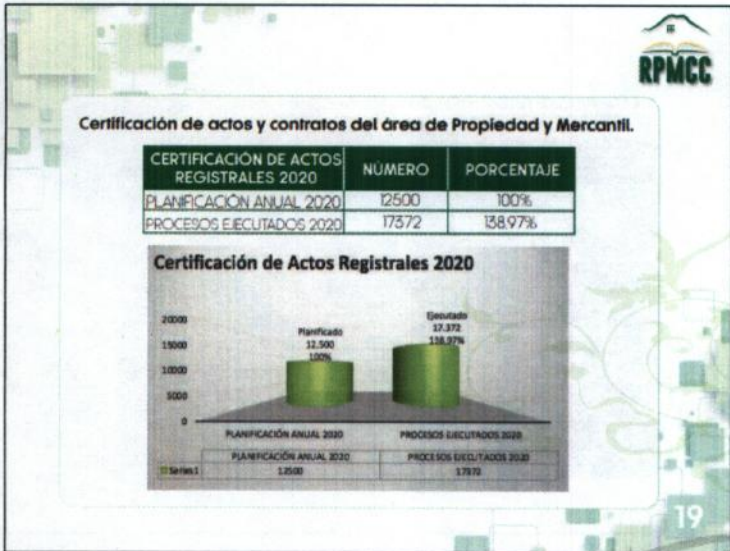 RPMCC
Certificación de actos y contratos del área de Propiedad y Mercantil.
CERTIFICACIÓN DE ACTOS REGISTRALES 2020 NÚMERO PORCENTAJE
PLANIFICACIÓN ANUAL 2020 12500 100%
PROCESOS EJECUTADOS 2020 17372 138,97%
Certificación de Actos Registrales 2020
20000
15000
10000
5000
0
Planificado
12.500
100%
Ejecutado
17.372
138,97%
PLANIFICACIÓN ANUAL 2020 PROCESOS EJECUTADOS 2020
PLANIFICACIÓN ANUAL 2020 PROCESOS EJECUTADOS 2020
Series1 12500 17372
19